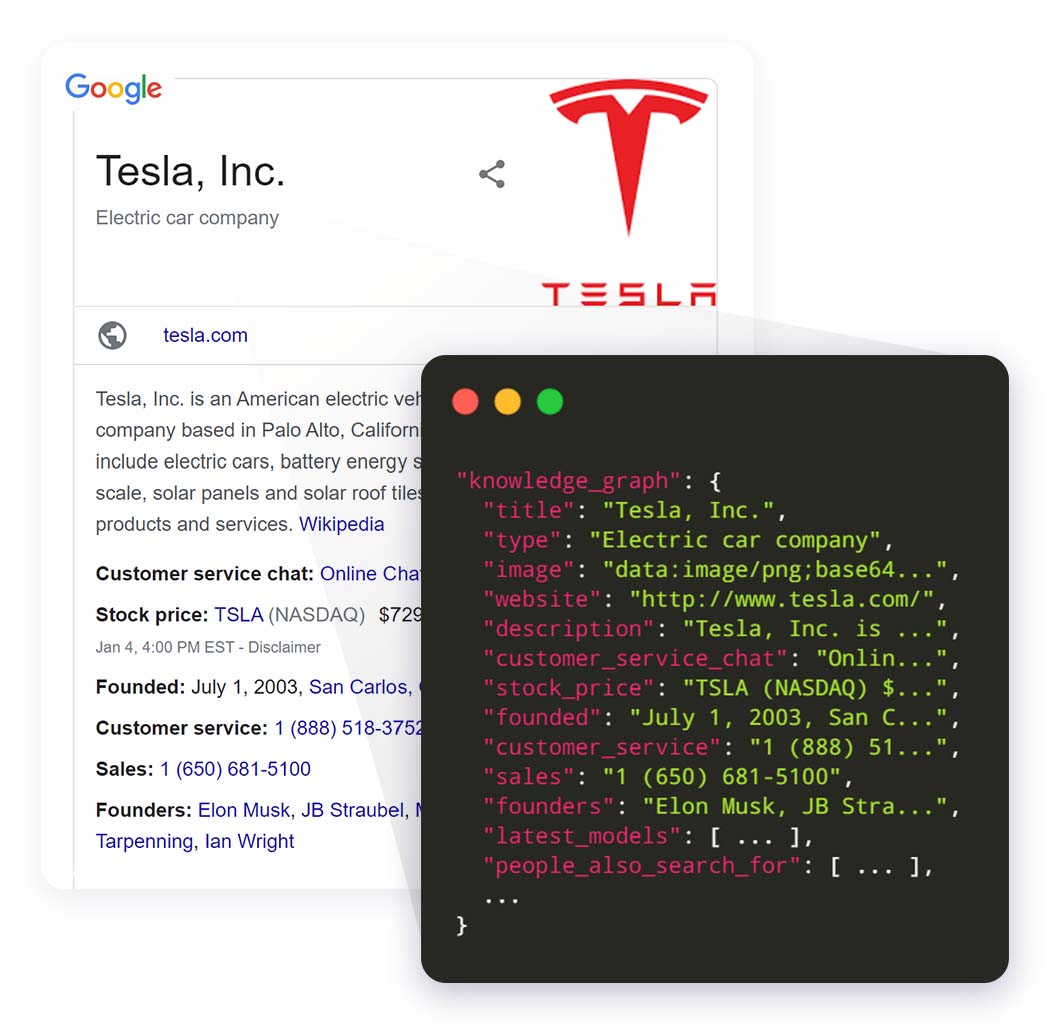 Google
Tesla, Inc.
Electric car company
TESLA
tesla.com
Tesla, Inc. is an American electric veh
company based in Palo Alto, Californi
include electric cars, battery energy s
scale, solar panels and solar roof tiles
products and services. Wikipedia
Customer service chat: Online Cha
Stock price: TSLA (NASDAQ) $729
Jan 4, 4:00 PM EST - Disclaimer
Founded: July 1, 2003, San Carlos,
Customer service: 1 (888) 518-3752
Sales: 1 (650) 681-5100
Founders: Elon Musk, JB Straubel, M
Tarpenning, Ian Wright
"knowledge_graph": {
"title": "Tesla, Inc.",
"type": "Electric car company",
"image": "data:image/png;base64...",
"website": "http://www.tesla.com/",
"description": "Tesla, Inc. is ...",
"customer_service_chat": "Onlin...",
"stock_price": "TSLA (NASDAQ) $...",
"founded": "July 1, 2003, San C...",
"customer_service": "1 (888) 51...",
"sales": "1 (650) 681-5100",
"founders": "Elon Musk, JB Stra...",
"latest_models": [ ... ],
"people_also_search_for": [ ... ],
...
}